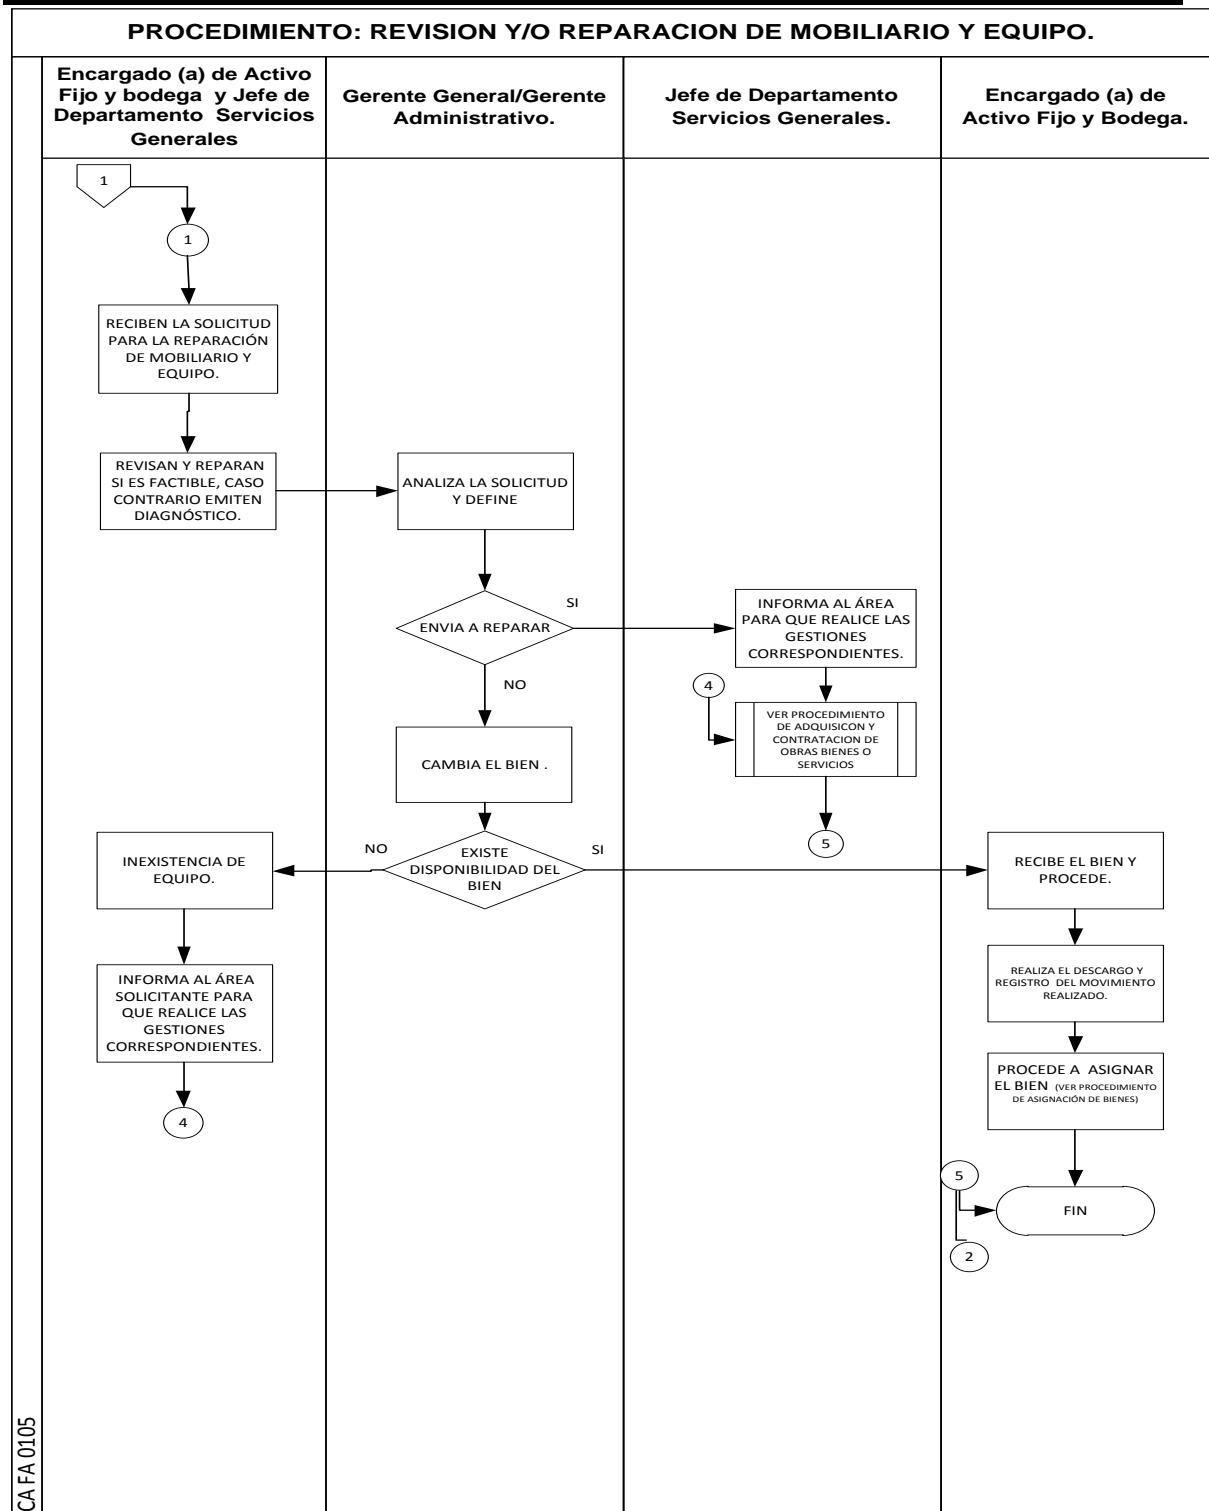 PROCEDIMIENTO: REVISION Y/O REPARACION DE MOBILIARIO Y EQUIPO.
Encargado (a) de Activo
Fijo y bodega y Jefe de
Departamento Servicios
Generales
Gerente General/Gerente
Administrativo.
Jefe de Departamento
Servicios Generales.
Encargado (a) de
Activo Fijo y Bodega.
1
1
RECIBEN LA SOLICITUD
PARA LA REPARACIÓN
DE MOBILIARIO Y
EQUIPO.
REVISAN Y REPARAN
SI ES FACTIBLE, CASO
CONTRARIO EMITEN
DIAGNÓSTICO.
ANALIZA LA SOLICITUD
Y DEFINE
ENVIA A REPARAR
SI
NO
INFORMA AL ÁREA
PARA QUE REALICE LAS
GESTIONES
CORRESPONDIENTES.
4
VER PROCEDIMIENTO
DE ADQUISICON Y
CONTRATACION DE
OBRAS BIENES O
SERVICIOS
5
CAMBIA EL BIEN .
EXISTE
DISPONIBILIDAD DEL
BIEN
NO
SI
INEXISTENCIA DE
EQUIPO.
INFORMA AL ÁREA
SOLICITANTE PARA
QUE REALICE LAS
GESTIONES
CORRESPONDIENTES.
4
RECIBE EL BIEN Y
PROCEDE.
REALIZA EL DESCARGO Y
REGISTRO DEL MOVIMIENTO
REALIZADO.
PROCEDE A ASIGNAR
EL BIEN (VER PROCEDIMIENTO
DE ASIGNACIÓN DE BIENES)
5
FIN
2
CA FA 0105